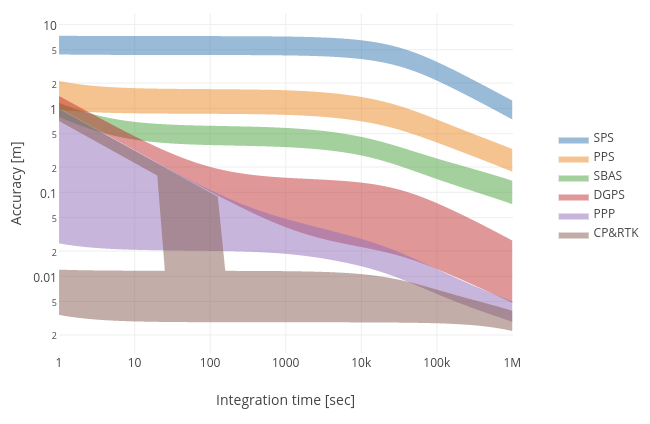 10
5
2
1
5
2
0.1
5
2
0.01
5
2
Accuracy [m]
1 10 100 1000 10k 100k 1M
Integration time [sec]
SPS
PPS
SBAS
DGPS
PPP
CP&RTK